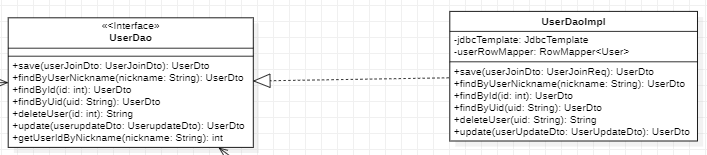 «<Interface»
UserDao
+save(userJoinDto: UserJoinDto): UserDto
+findByUserNickname(nickname: String): UserDto
+findById(id: int): UserDto
+findByUid(uid: String): UserDto
+deleteUser(id: int): String
+update(userupdateDto: UserupdateDto): UserDto
+getUserIdByNickname(nickname: String): int
UserDaoImpl
-jdbcTemplate: JdbcTemplate
-userRowMapper: RowMapper<User>
+save(userJoinDto: UserJoinReq): UserDto
+findByUserNickname(nickname: String): UserDto
+findById(id: int): UserDto
+findByUid(uid: String): UserDto
+deleteUser(uid: String): String
+update(userUpdateDto: UserUpdateDto): UserDto